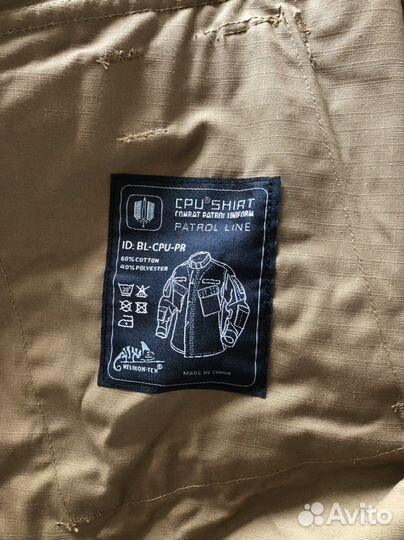 CPU® SHIRT
COMBAT PATROL UNIFORM
PATROL LINE
ID: BL-CPU-PR
60% COTTON
40% POLYESTER
HELIKON-TEX®
MADE IN CHINA
Avito